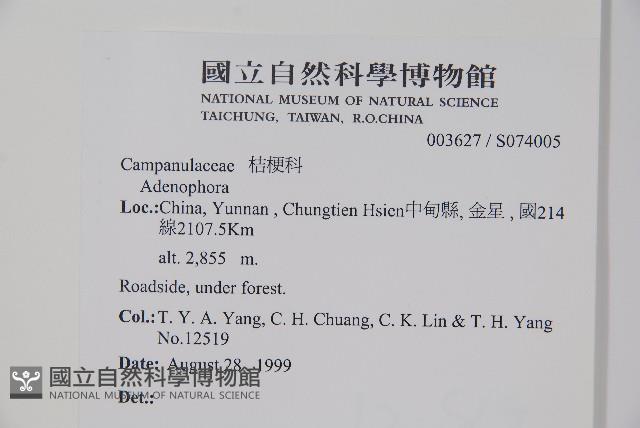 國立自然科學博物館
NATIONAL MUSEUM OF NATURAL SCIENCE
TAICHUNG, TAIWAN, R.O.CHINA
003627 / S074005
Campanulaceae 桔梗科
Adenophora
Loc.:China, Yunnan , Chungtien Hsien中甸縣, 金星 , 國214
線2107.5Km
alt. 2,855 m.
Roadside, under forest.
Col.:T. Y. A. Yang, C. H. Chuang, C. K. Lin & T. H. Yang
No.12519
Date: August 28, 1999
國立自然科學博物館
NATIONAL MUSEUM OF NATURAL SCIENCE
Det.: